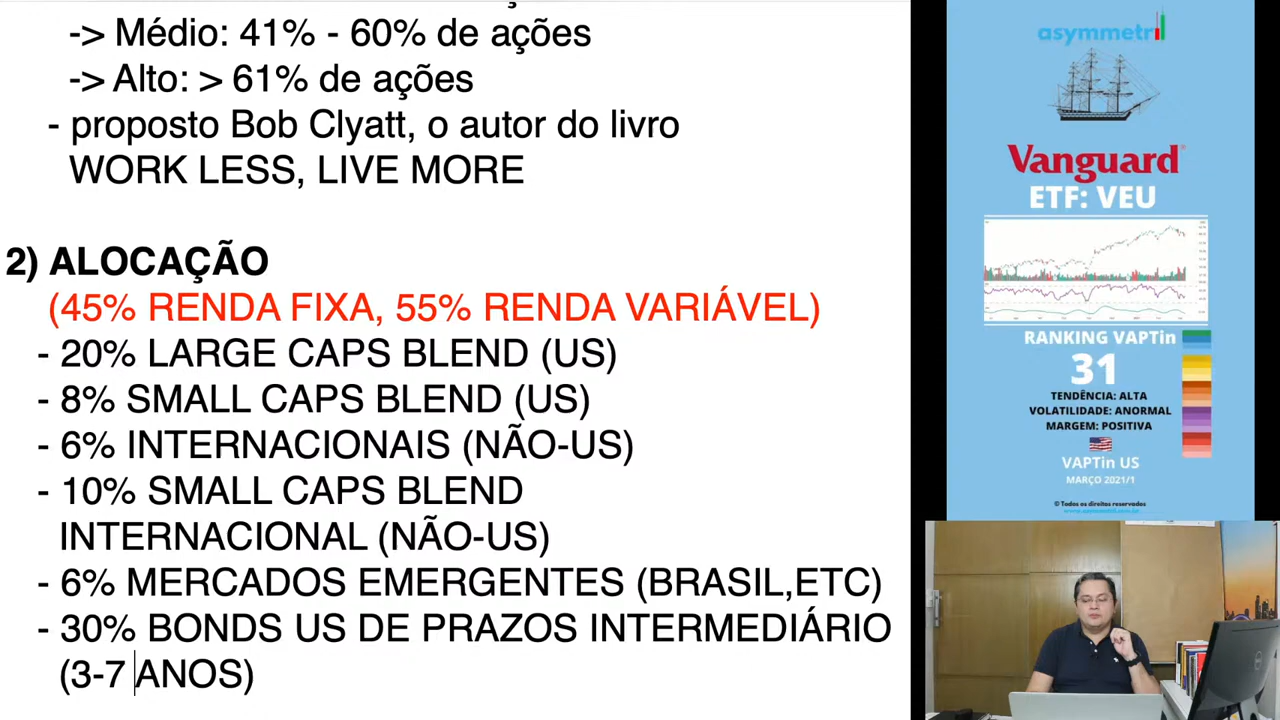 -> Médio: 41% - 60% de ações
-> Alto: > 61% de ações
- proposto Bob Clyatt, o autor do livro
WORK LESS, LIVE MORE
2) ALOCAÇÃO
(45% RENDA FIXA, 55% RENDA VARIÁVEL)
- 20% LARGE CAPS BLEND (US)
- 8% SMALL CAPS BLEND (US)
- 6% INTERNACIONAIS (NÃO-US)
- 10% SMALL CAPS BLEND
INTERNACIONAL (NÃO-US)
- 6% MERCADOS EMERGENTES (BRASIL,ETC)
- 30% BONDS US DE PRAZOS INTERMEDIÁRIO
(3-7 ANOS)
asymmetri
Vanguard
ETF: VEU
RANKING VAPTin
31
TENDÊNCIA: ALTA
VOLATILIDADE: ANORMAL
MARGEM: POSITIVA
VAPTin US
MARÇO 2021/1
© Todos os direitos reservados